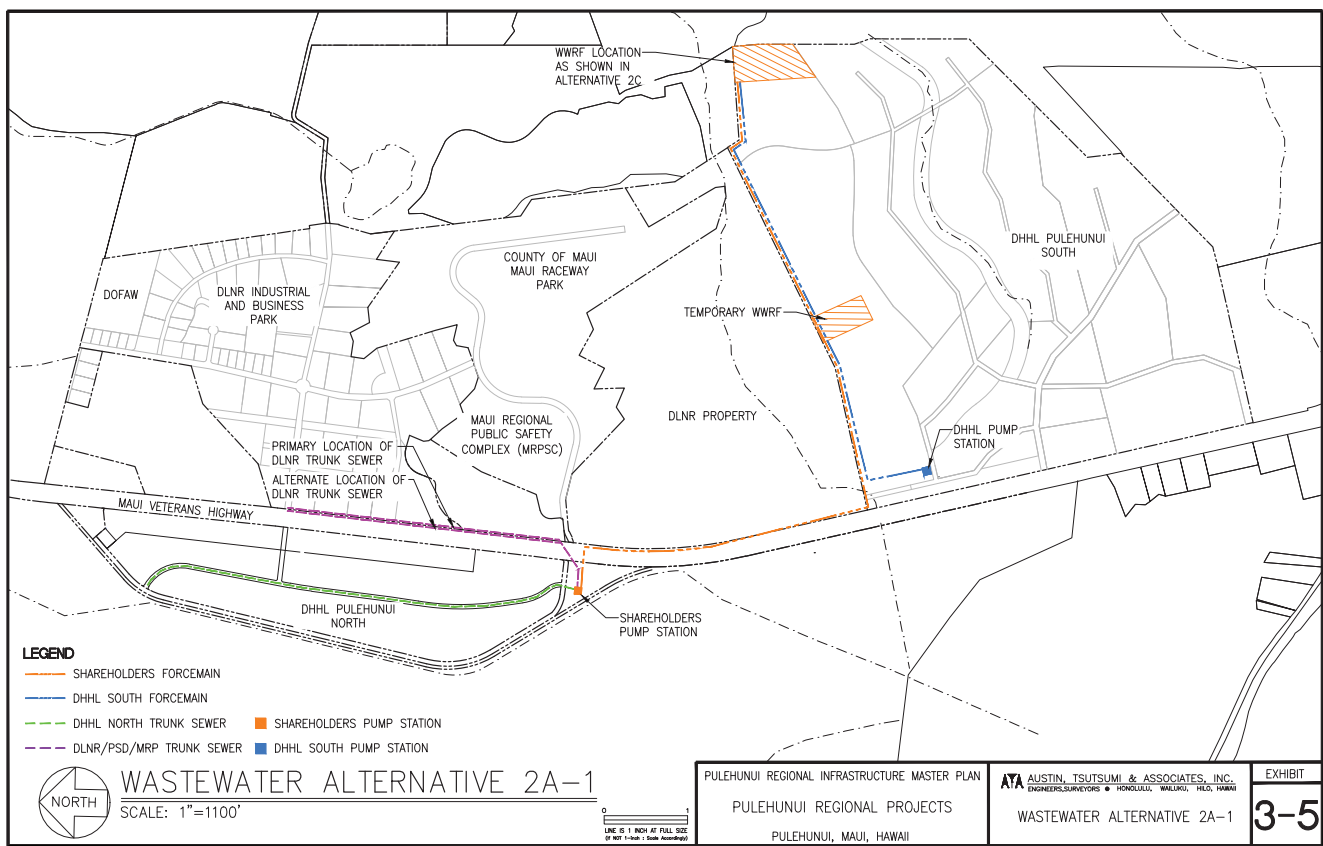 WWRF LOCATION
AS SHOWN IN
ALTERNATIVE 2C
DHHL PULEHUNUI
SOUTH
COUNTY OF MAUI
MAUI RACEWAY
PARK
DOFAW
DLNR INDUSTRIAL
AND BUSINESS
PARK
TEMPORARY WWRF
DLNR PROPERTY
MAUI REGIONAL
PUBLIC SAFETY
COMPLEX (MRPSC)
DHHL PUMP
STATION
PRIMARY LOCATION OF
DLNR TRUNK SEWER
ALTERNATE LOCATION OF
DLNR TRUNK SEWER
MAUI VETERANS HIGHWAY
DHHL PULEHUNUI
NORTH
SHAREHOLDERS
PUMP STATION
LEGEND
SHAREHOLDERS FORCEMAIN
DHHL SOUTH FORCEMAIN
DHHL NORTH TRUNK SEWER
SHAREHOLDERS PUMP STATION
DLNR/PSD/MRP TRUNK SEWER
DHHL SOUTH PUMP STATION
NORTH
WASTEWATER ALTERNATIVE 2A-1
SCALE: 1"=1100'
0 1
LINE IS 1 INCH AT FULL SIZE
(IF NOT 1-inch : Scale Accordingly)
PULEHUNUI REGIONAL INFRASTRUCTURE MASTER PLAN
PULEHUNUI REGIONAL PROJECTS
PULEHUNUI, MAUI, HAWAII
ATA AUSTIN, TSUTSUMI & ASSOCIATES, INC.
ENGINEERS,SURVEYORS ● HONOLULU, WAILUKU, HILO, HAWAII
WASTEWATER ALTERNATIVE 2A-1
EXHIBIT
3-5